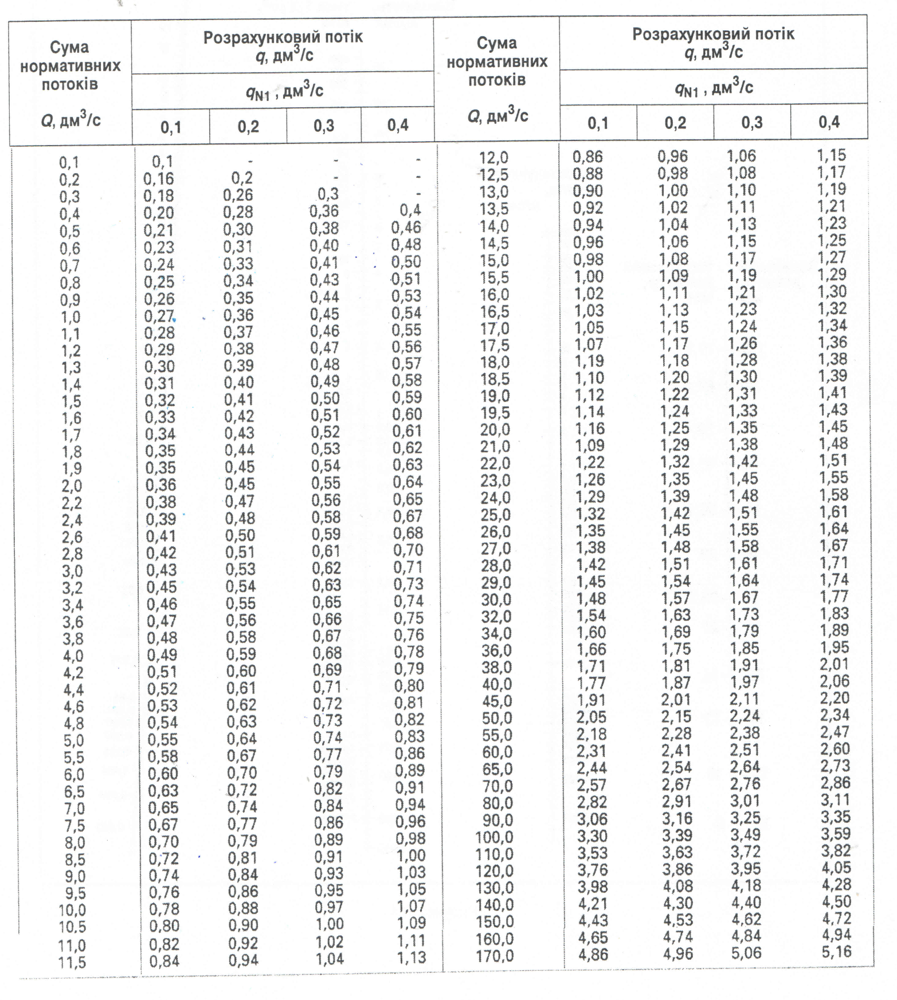 Сума нормативних потоків Q, дм³/с | Розрахунковий потік q, дм³/с | Сума нормативних потоків Q, дм³/с | Розрахунковий потік q, дм³/с
qN1 , дм³/с | qN1 , дм³/с
0,1 0,2 0,3 0,4 0,1 0,2 0,3 0,4
0,1 0,1 - - - 12,0 0,86 0,96 1,06 1,15
0,2 0,16 0,2 - - 12,5 0,88 0,98 1,08 1,17
0,3 0,18 0,26 0,3 - 13,0 0,90 1,00 1,10 1,19
0,4 0,20 0,28 0,36 0,4 13,5 0,92 1,02 1,11 1,21
0,5 0,21 0,30 0,38 0,46 14,0 0,94 1,04 1,13 1,23
0,6 0,23 0,31 0,40 0,48 14,5 0,96 1,06 1,15 1,25
0,7 0,24 0,33 0,41 0,50 15,0 0,98 1,08 1,17 1,27
0,8 0,25 0,34 0,43 0,51 15,5 1,00 1,09 1,19 1,29
0,9 0,26 0,35 0,44 0,53 16,0 1,02 1,11 1,21 1,30
1,0 0,27 0,36 0,45 0,54 16,5 1,03 1,13 1,23 1,32
1,1 0,28 0,37 0,46 0,55 17,0 1,05 1,15 1,24 1,34
1,2 0,29 0,38 0,47 0,56 17,5 1,07 1,17 1,26 1,36
1,3 0,30 0,39 0,48 0,57 18,0 1,19 1,18 1,28 1,38
1,4 0,31 0,40 0,49 0,58 18,5 1,10 1,20 1,30 1,39
1,5 0,32 0,41 0,50 0,59 19,0 1,12 1,22 1,31 1,41
1,6 0,33 0,42 0,51 0,60 19,5 1,14 1,24 1,33 1,43
1,7 0,34 0,43 0,52 0,61 20,0 1,16 1,25 1,35 1,45
1,8 0,35 0,44 0,53 0,62 21,0 1,09 1,29 1,38 1,48
1,9 0,35 0,45 0,54 0,63 22,0 1,22 1,32 1,42 1,51
2,0 0,36 0,45 0,55 0,64 23,0 1,26 1,35 1,45 1,55
2,2 0,38 0,47 0,56 0,65 24,0 1,29 1,39 1,48 1,58
2,4 0,39 0,48 0,58 0,67 25,0 1,32 1,42 1,51 1,61
2,6 0,41 0,50 0,59 0,68 26,0 1,35 1,45 1,55 1,64
2,8 0,42 0,51 0,61 0,70 27,0 1,38 1,48 1,58 1,67
3,0 0,43 0,53 0,62 0,71 28,0 1,42 1,51 1,61 1,71
3,2 0,45 0,54 0,63 0,73 29,0 1,45 1,54 1,64 1,74
3,4 0,46 0,55 0,65 0,74 30,0 1,48 1,57 1,67 1,77
3,6 0,47 0,56 0,66 0,75 32,0 1,54 1,63 1,73 1,83
3,8 0,48 0,58 0,67 0,76 34,0 1,60 1,69 1,79 1,89
4,0 0,49 0,59 0,68 0,78 36,0 1,66 1,75 1,85 1,95
4,2 0,51 0,60 0,69 0,79 38,0 1,71 1,81 1,91 2,01
4,4 0,52 0,61 0,71 0,80 40,0 1,77 1,87 1,97 2,06
4,6 0,53 0,62 0,72 0,81 45,0 1,91 2,01 2,11 2,20
4,8 0,54 0,63 0,73 0,82 50,0 2,05 2,15 2,24 2,34
5,0 0,55 0,64 0,74 0,83 55,0 2,18 2,28 2,38 2,47
5,5 0,58 0,67 0,77 0,86 60,0 2,31 2,41 2,51 2,60
6,0 0,60 0,70 0,79 0,89 65,0 2,44 2,54 2,64 2,73
6,5 0,63 0,72 0,82 0,91 70,0 2,57 2,67 2,76 2,86
7,0 0,65 0,74 0,84 0,94 80,0 2,82 2,91 3,01 3,11
7,5 0,67 0,77 0,86 0,96 90,0 3,06 3,16 3,25 3,35
8,0 0,70 0,79 0,89 0,98 100,0 3,30 3,39 3,49 3,59
8,5 0,72 0,81 0,91 1,00 110,0 3,53 3,63 3,72 3,82
9,0 0,74 0,84 0,93 1,03 120,0 3,76 3,86 3,95 4,05
9,5 0,76 0,86 0,95 1,05 130,0 3,98 4,08 4,18 4,28
10,0 0,78 0,88 0,97 1,07 140,0 4,21 4,30 4,40 4,50
10.5 0,80 0,90 1,00 1,09 150,0 4,43 4,53 4,62 4,72
11,0 0,82 0,92 1,02 1,11 160,0 4,65 4,74 4,84 4,94
11,5 0,84 0,94 1,04 1,13 170,0 4,86 4,96 5,06 5,16